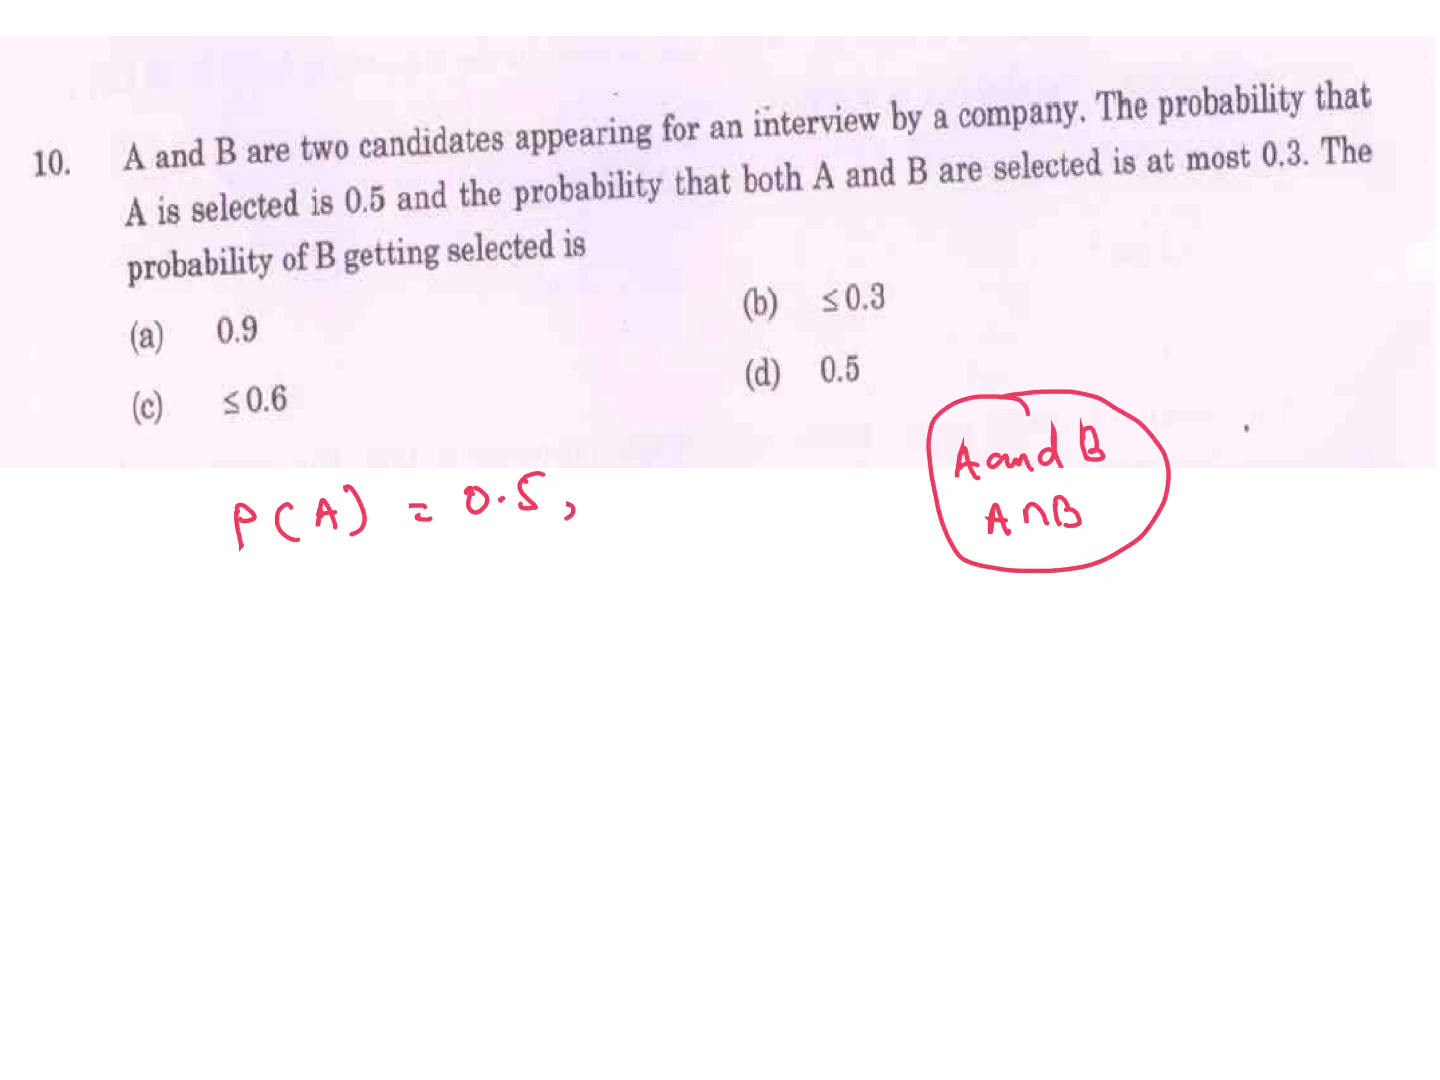 10. A and B are two candidates appearing for an interview by a company. The probability that
A is selected is 0.5 and the probability that both A and B are selected is at most 0.3. The
probability of B getting selected is
(a) 0.9 (b) ≤ 0.3
(c) ≤ 0.6 (d) 0.5
A and B
P(A) = 0.5, A∩B